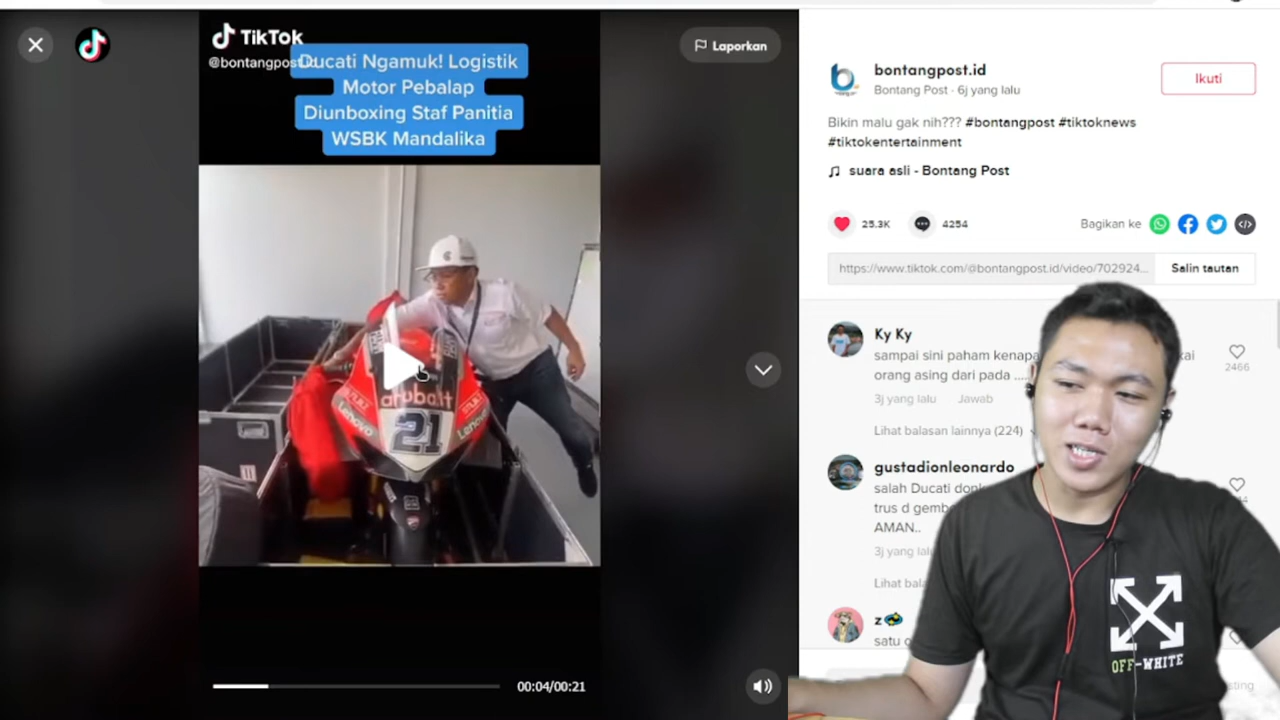 TikTok
@bontangpost.id
Ducati Ngamuk! Logistik
Motor Pebalap
Diunboxing Staf Panitia
WSBK Mandalika
Laporkan
aruba.it
Lenovo
Lenovo
21
00:04/00:21
bontangpost.id
Bontang Post · 6j yang lalu
Ikuti
Bikin malu gak nih??? #bontangpost #tiktoknews
#tiktokentertainment
suara asli - Bontang Post
25.3K
4254
Bagikan ke
https://www.tiktok.com/@bontangpost.id/video/702924...
Salin tautan
Ky Ky
sampai sini paham kenapa
orang asing dari pada .....
2466
3j yang lalu Jawab
Lihat balasan lainnya (224)
gustadionleonardo
salah Ducati
trus d
AMAN..
3j yang
Lihat
z
satu
OFF-WHITE